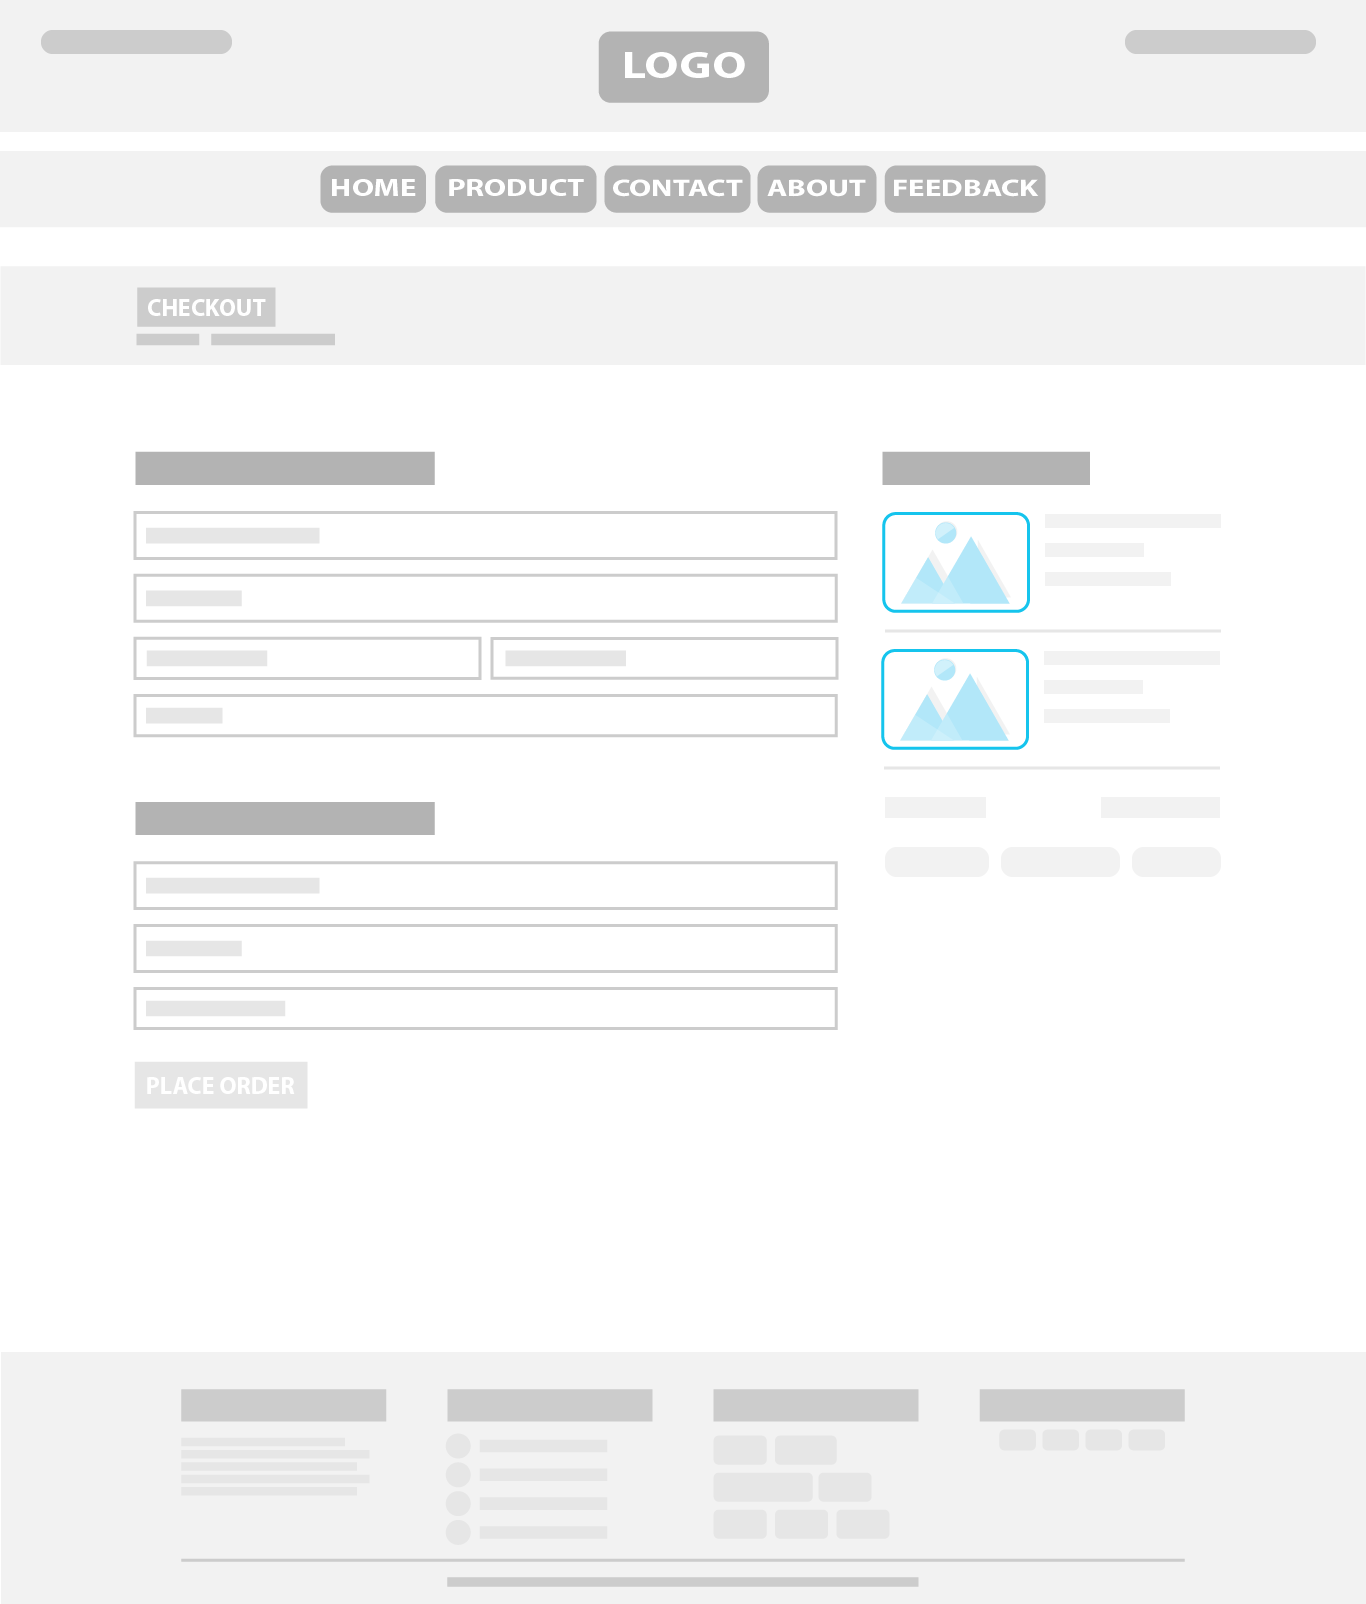 LOGO
HOME PRODUCT CONTACT ABOUT FEEDBACK
CHECKOUT
PLACE ORDER